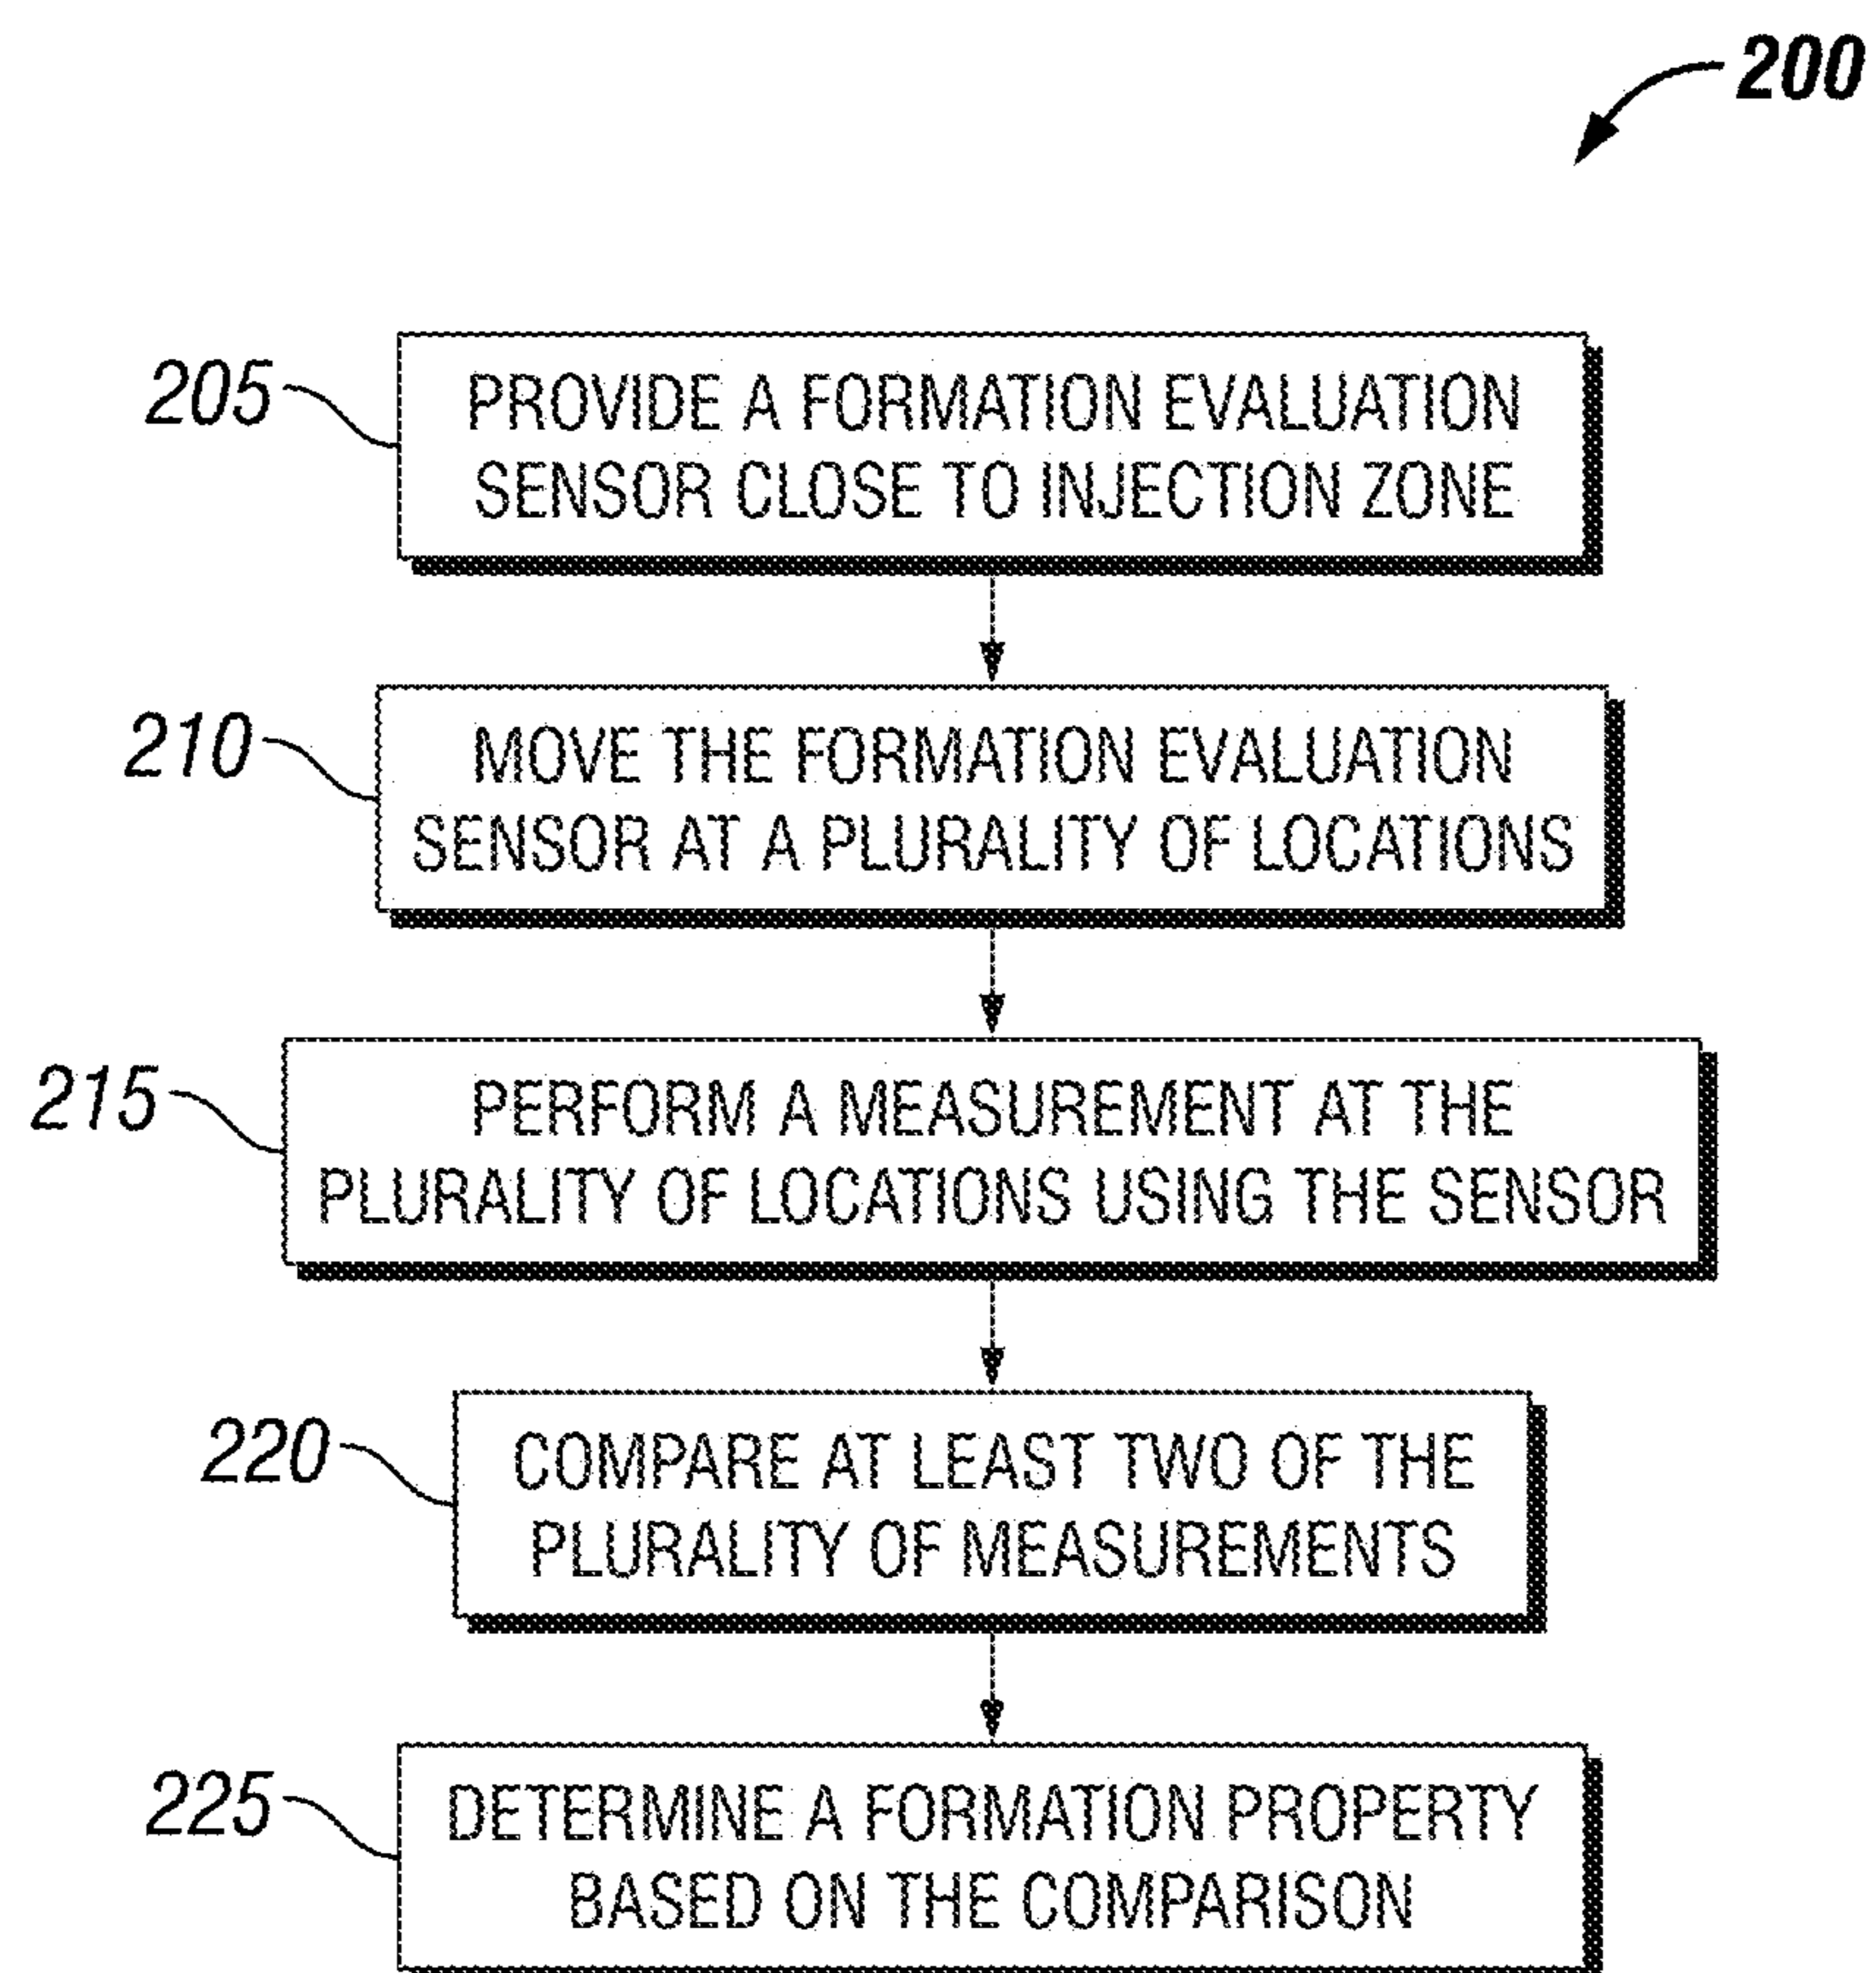 200
205
PROVIDE A FORMATION EVALUATION
SENSOR CLOSE TO INJECTION ZONE
210
MOVE THE FORMATION EVALUATION
SENSOR AT A PLURALITY OF LOCATIONS
215
PERFORM A MEASUREMENT AT THE
PLURALITY OF LOCATIONS USING THE SENSOR
220
COMPARE AT LEAST TWO OF THE
PLURALITY OF MEASUREMENTS
225
DETERMINE A FORMATION PROPERTY
BASED ON THE COMPARISON